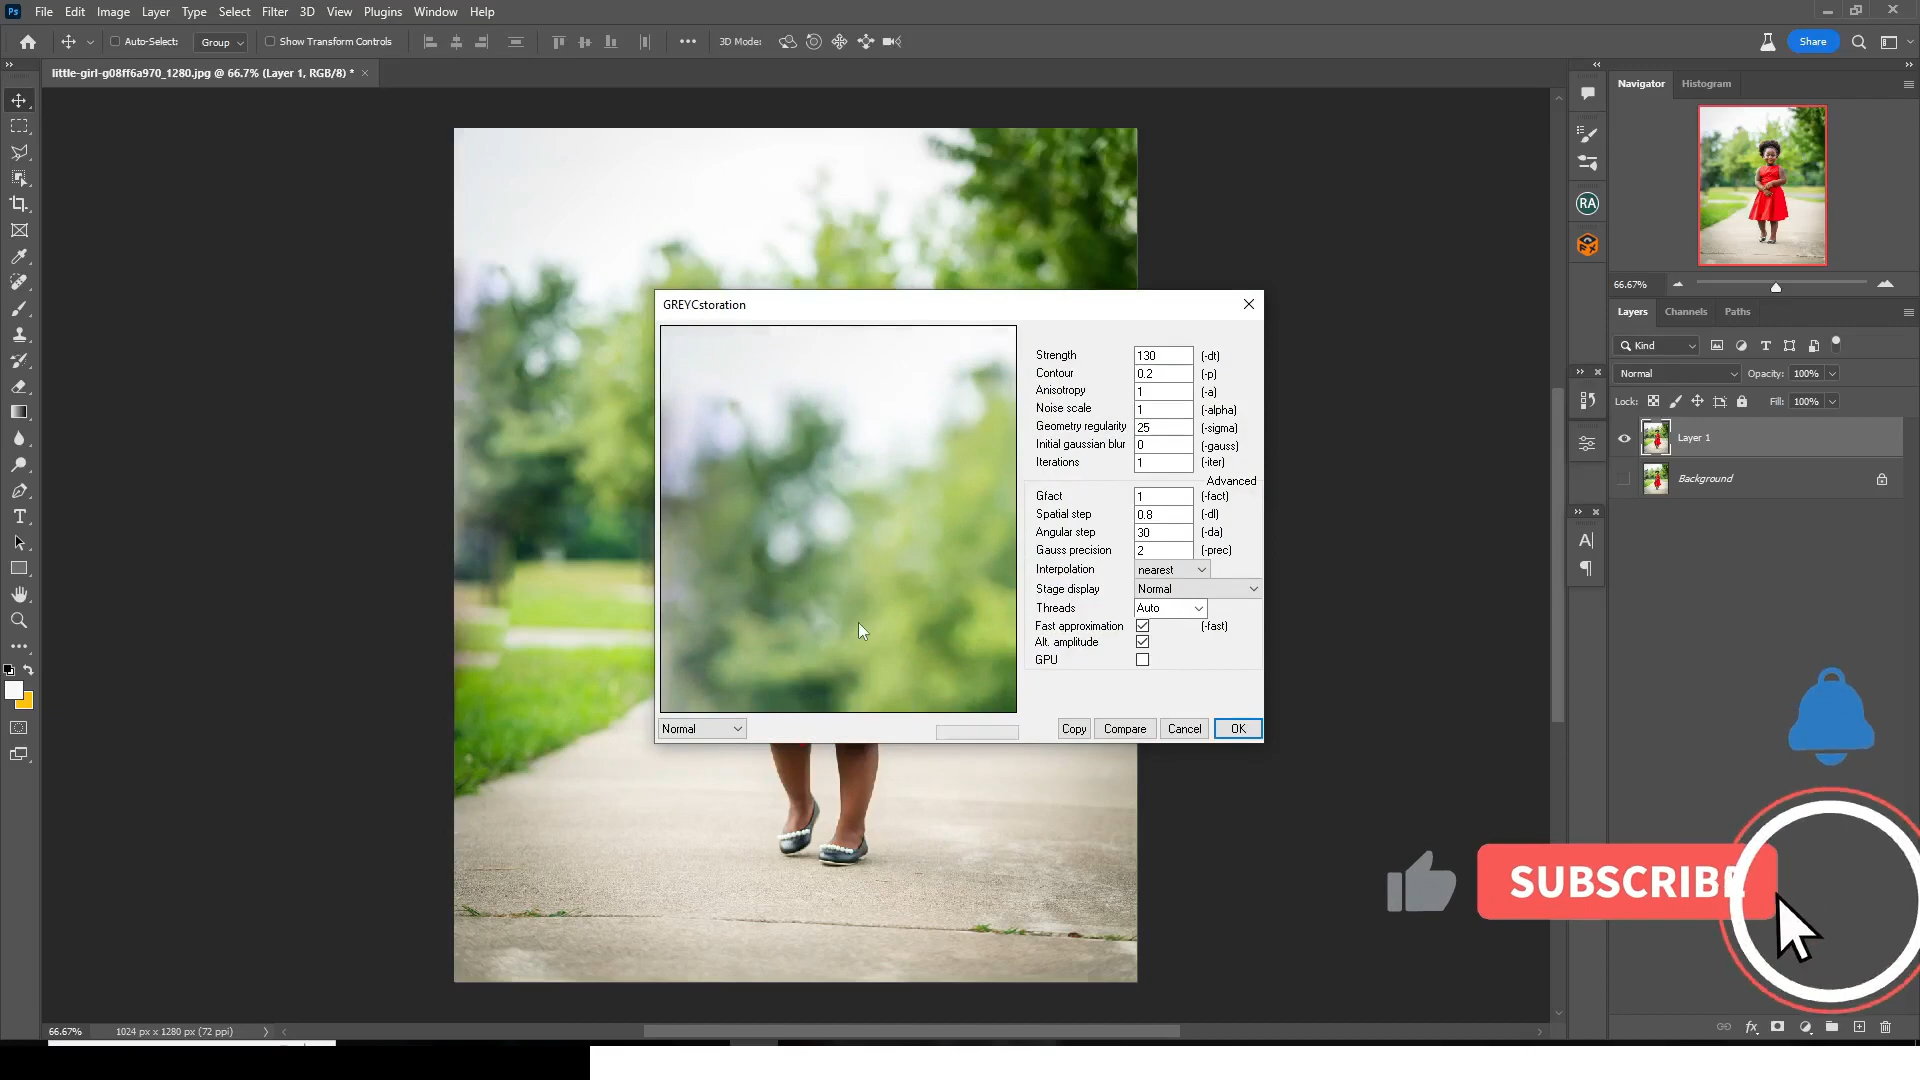 Ps File Edit Image Layer Type Select Filter 3D View Plugins Window Help
Auto-Select: Group Show Transform Controls 3D Mode: Share
little-girl-g08ff6a970_1280.jpg @ 66.7% (Layer 1, RGB/8) *
Navigator Histogram
RA
66.67%
Layers Channels Paths
Kind
Normal Opacity: 100%
Lock: Fill: 100%
Layer 1
Background
GREYCstoration
Strength 130 (-dt)
Contour 0.2 (-p)
Anisotropy 1 (-a)
Noise scale 1 (-alpha)
Geometry regularity 25 (-sigma)
Initial gaussian blur 0 (-gauss)
Iterations 1 (-iter)
Advanced
Gfact 1 (-fact)
Spatial step 0.8 (-dl)
Angular step 30 (-da)
Gauss precision 2 (-prec)
Interpolation nearest
Stage display Normal
Threads Auto
Fast approximation (-fast)
Alt. amplitude
GPU
Normal Copy Compare Cancel OK
SUBSCRIBE
66.67% 1024 px x 1280 px (72 ppi)